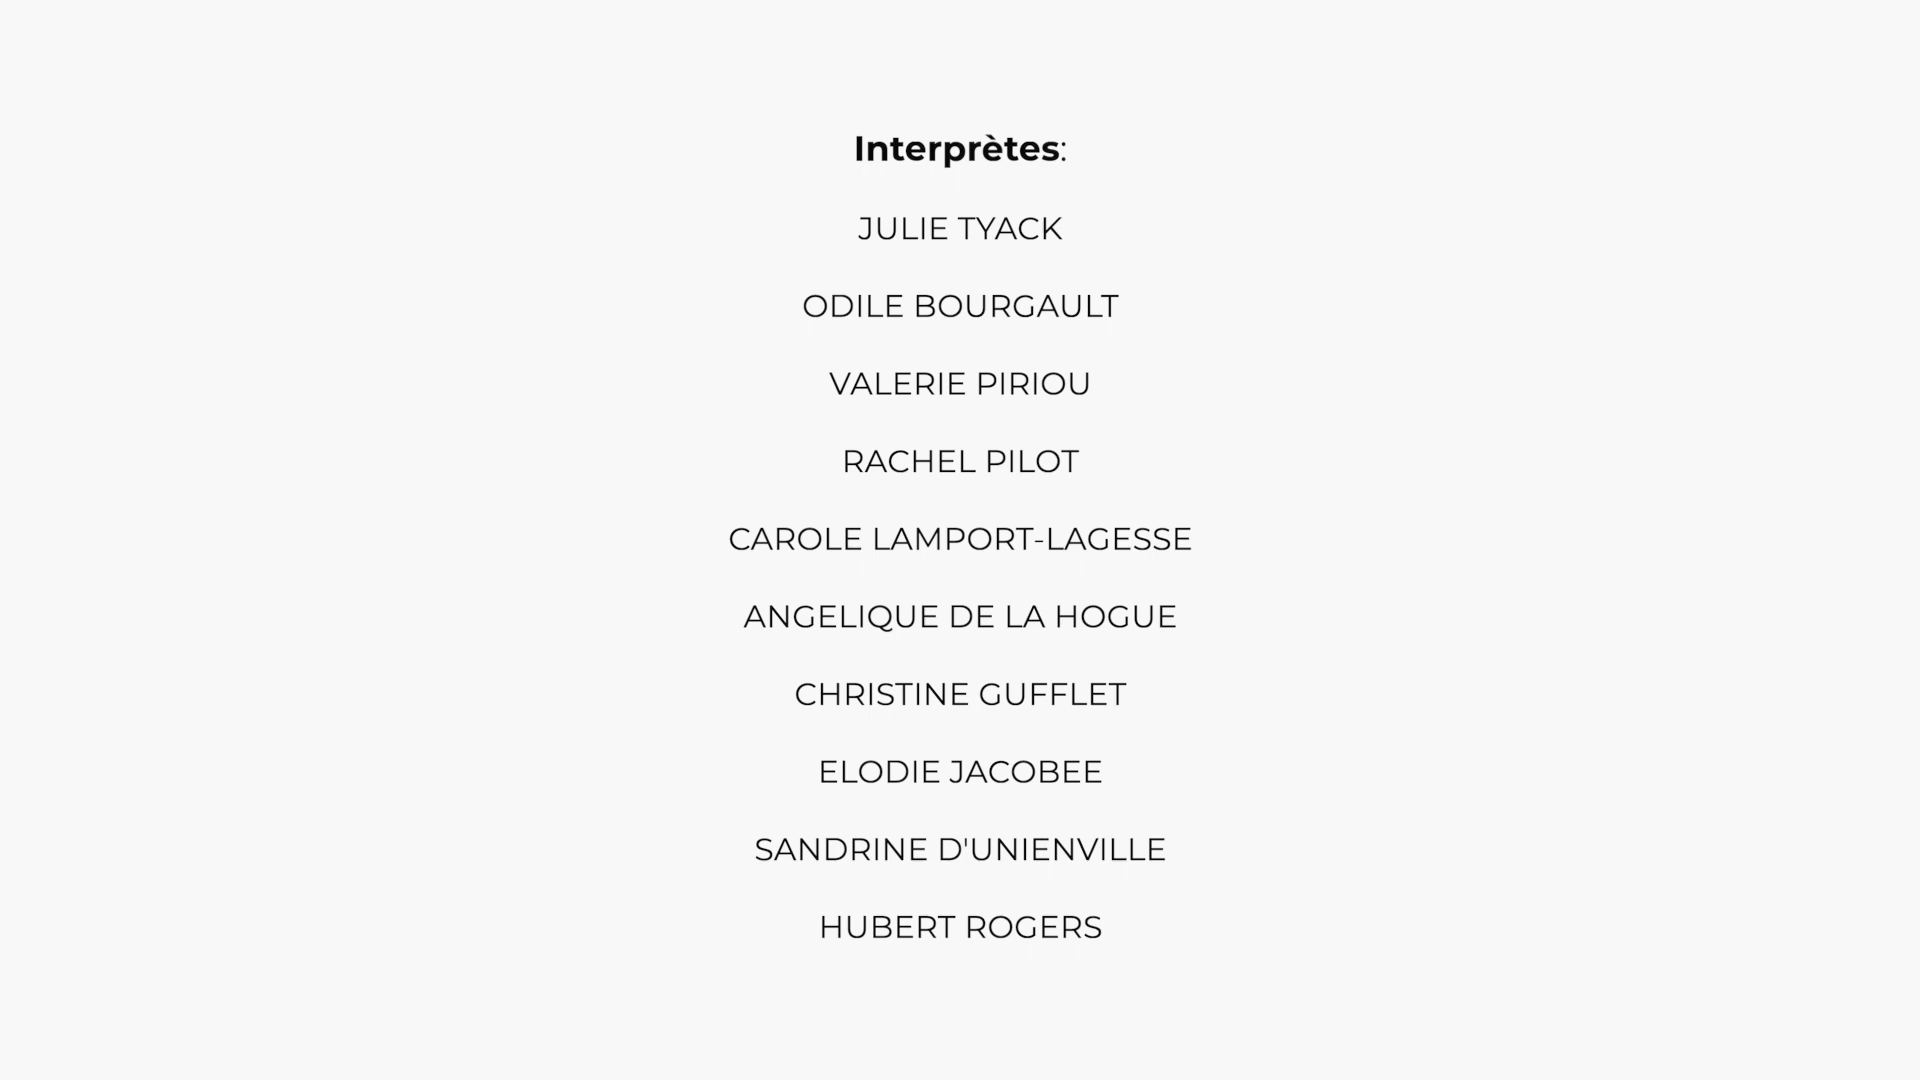 Interprètes:
JULIE TYACK
ODILE BOURGAULT
VALERIE PIRIOU
RACHEL PILOT
CAROLE LAMPORT-LAGESSE
ANGELIQUE DE LA HOGUE
CHRISTINE GUFFLET
ELODIE JACOBEE
SANDRINE D'UNIENVILLE
HUBERT ROGERS